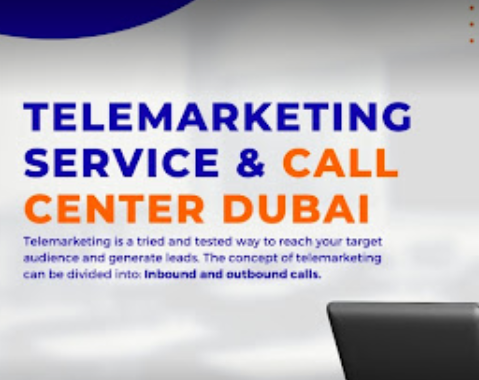 TELEMARKETING
SERVICE & CALL
CENTER DUBAI
Telemarketing is a tried and tested way to reach your target
audience and generate leads. The concept of telemarketing
can be divided into: Inbound and outbound calls.